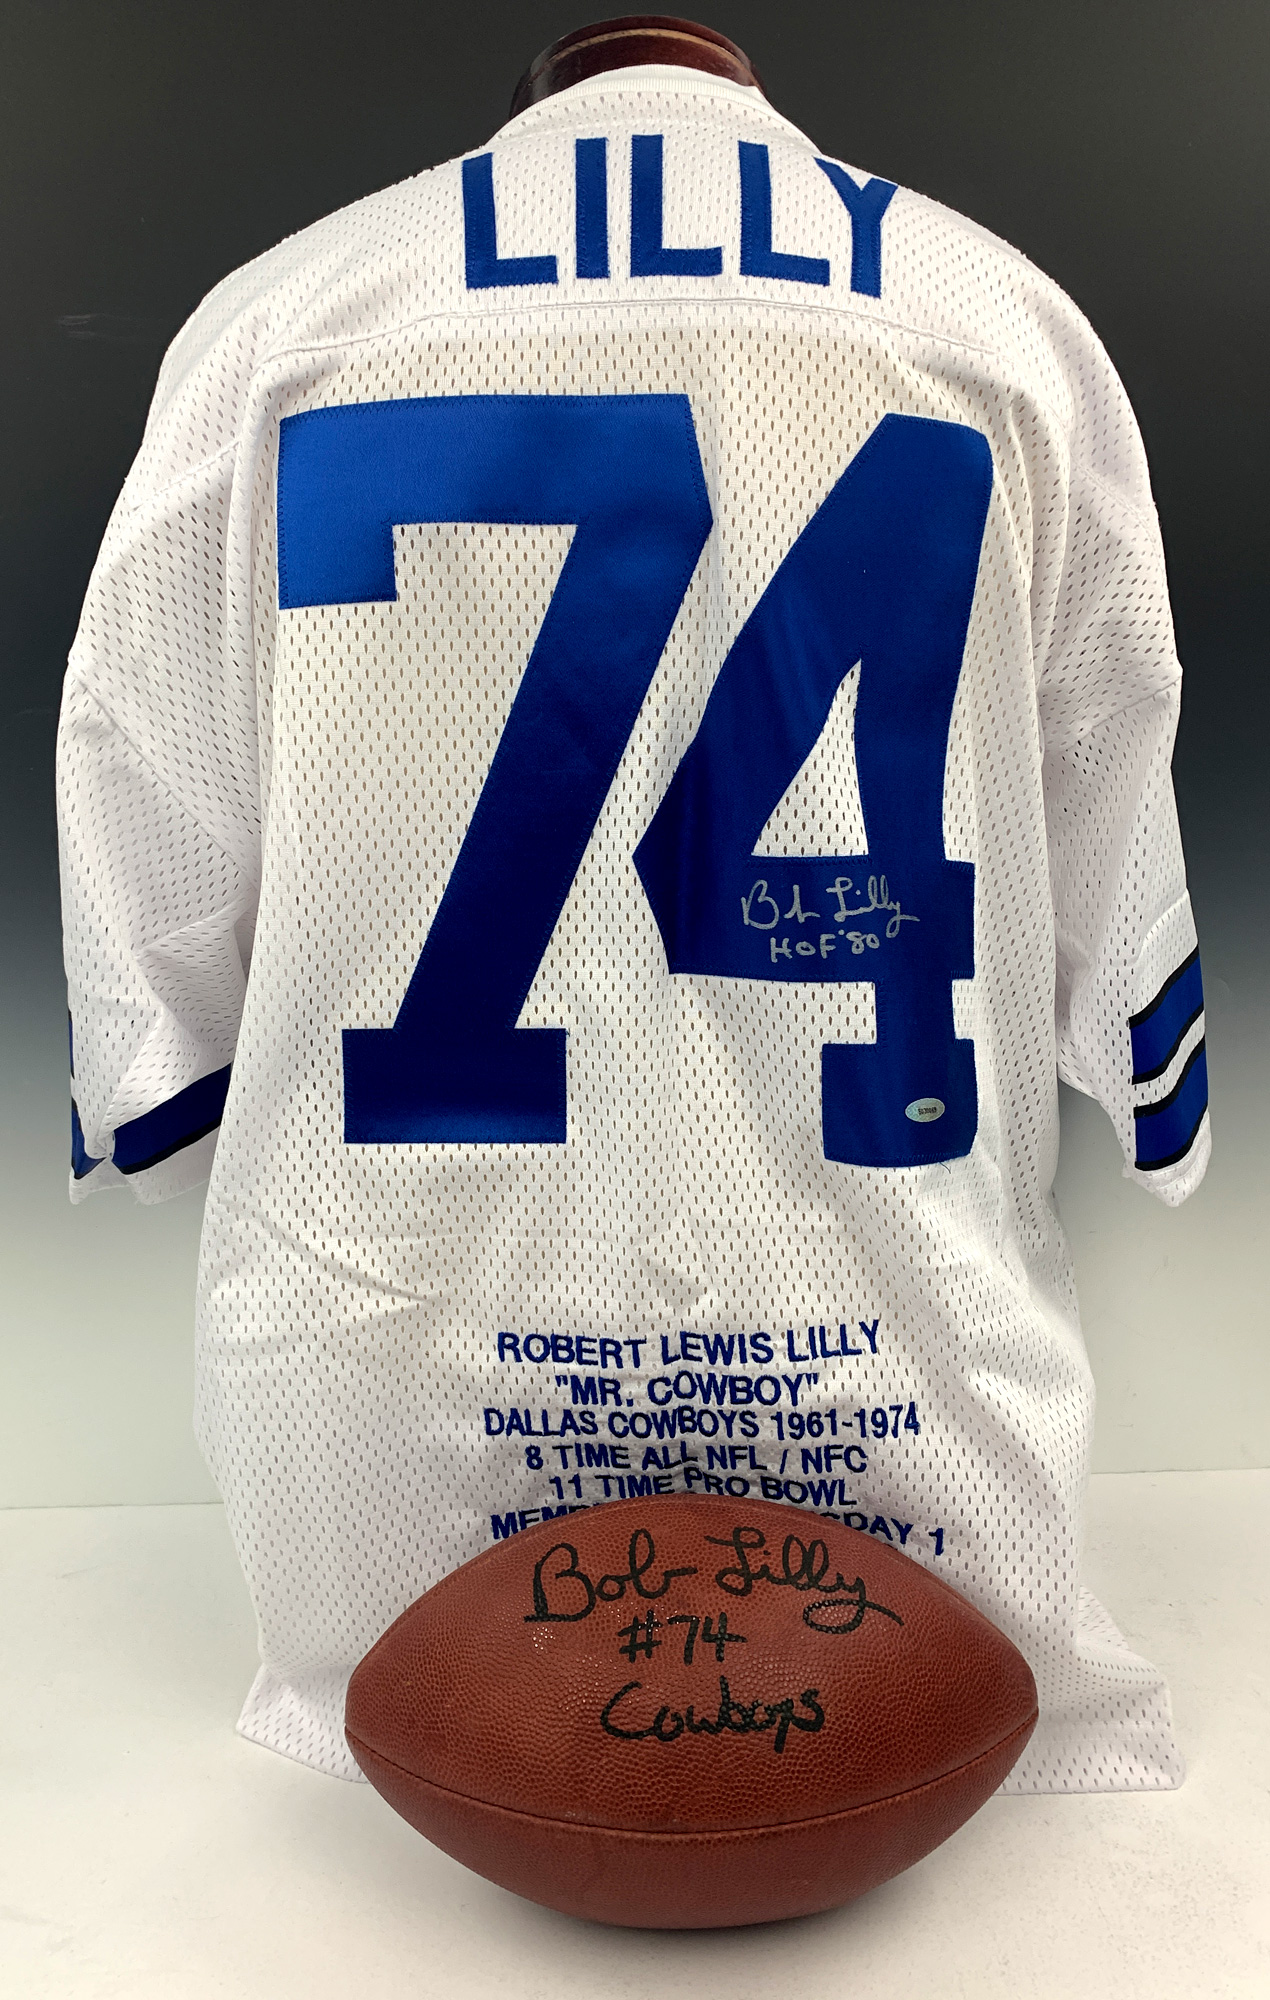 LILLY
74
Bob Lilly
HOF '80
ROBERT LEWIS LILLY
"MR. COWBOY"
DALLAS COWBOYS 1961-1974
8 TIME ALL NFL / NFC
11 TIME PRO BOWL
1
Bob Lilly
#74
Cowboys